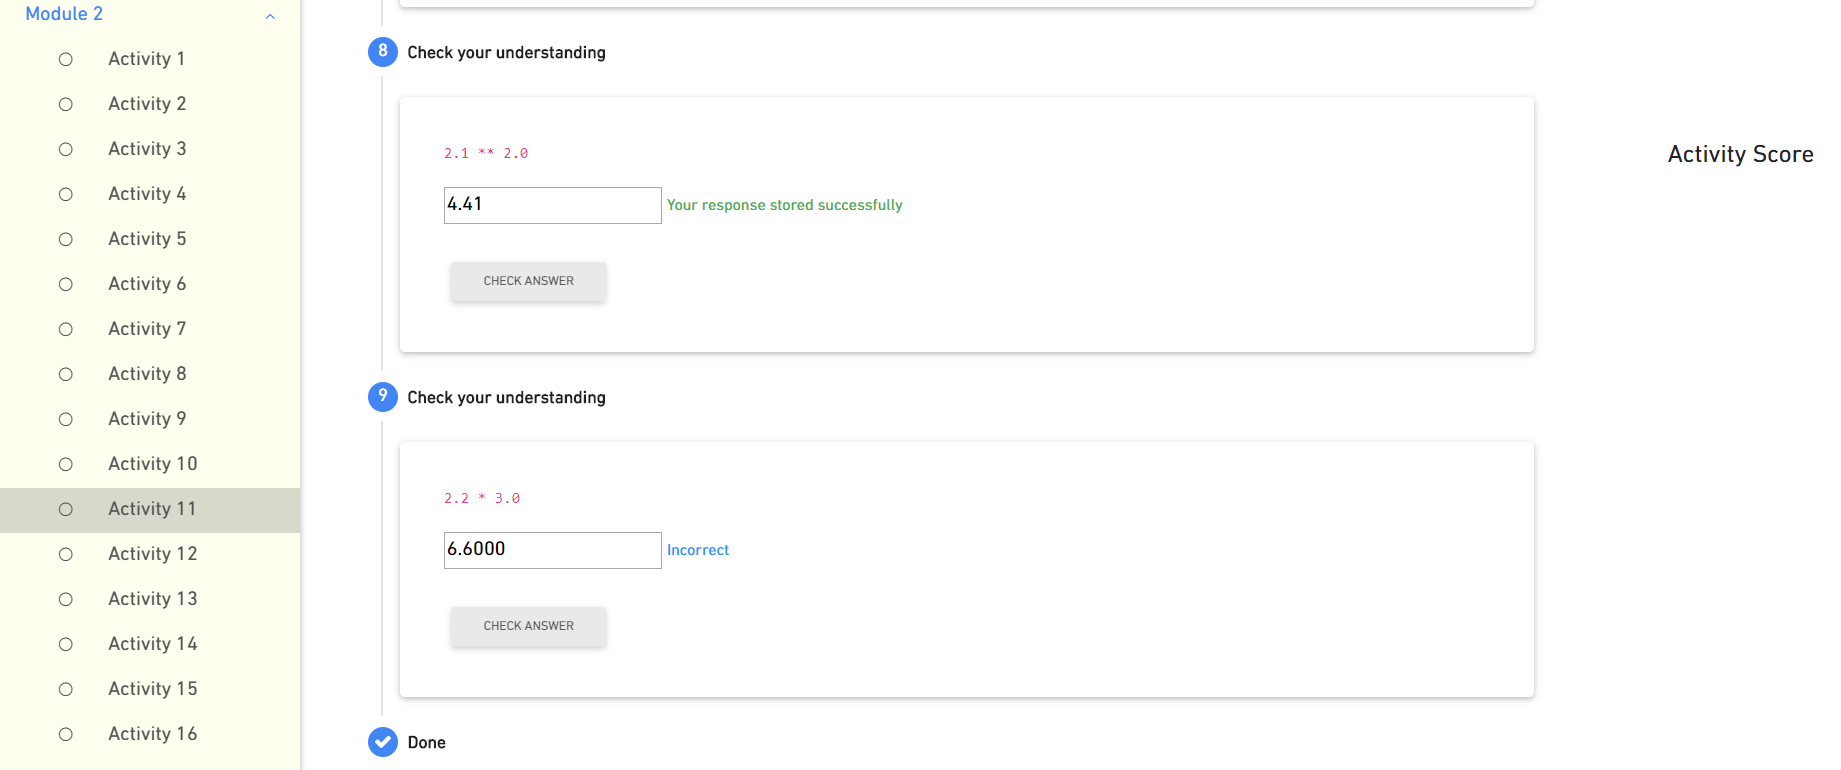 Module 2
Activity 1
Activity 2
Activity 3
Activity 4
Activity 5
Activity 6
Activity 7
Activity 8
Activity 9
Activity 10
Activity 11
Activity 12
Activity 13
Activity 14
Activity 15
Activity 16
8 Check your understanding
2.1 ** 2.0
4.41 Your response stored successfully
CHECK ANSWER
9 Check your understanding
2.2 * 3.0
6.6000 Incorrect
CHECK ANSWER
Done
Activity Score